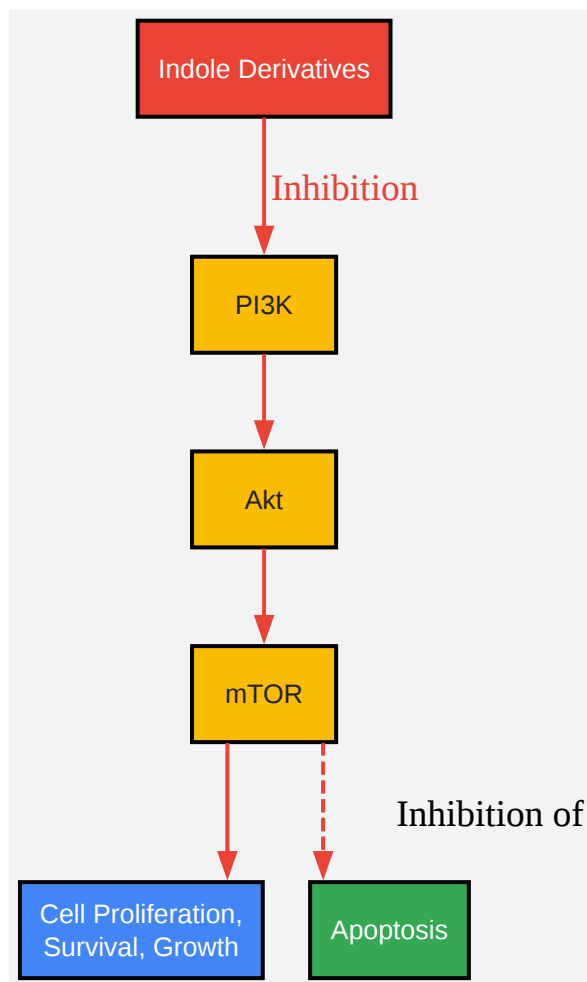 Indole Derivatives
Inhibition
PI3K
Akt
mTOR
Inhibition of
Cell Proliferation,
Survival, Growth
Apoptosis